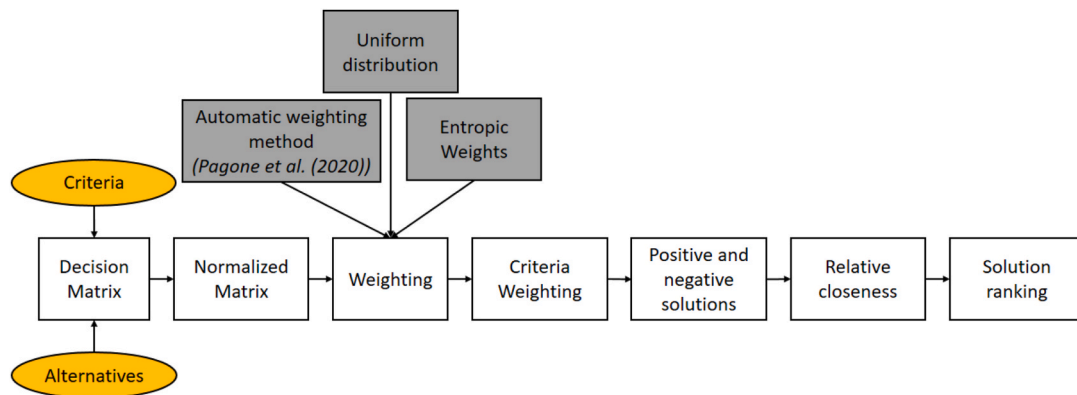 Uniform
distribution
Automatic weighting
method
(Pagone et al. (2020))
Entropic
Weights
Criteria
Decision
Matrix
Normalized
Matrix
Weighting
Criteria
Weighting
Positive and
negative
solutions
Relative
closeness
Solution
ranking
Alternatives